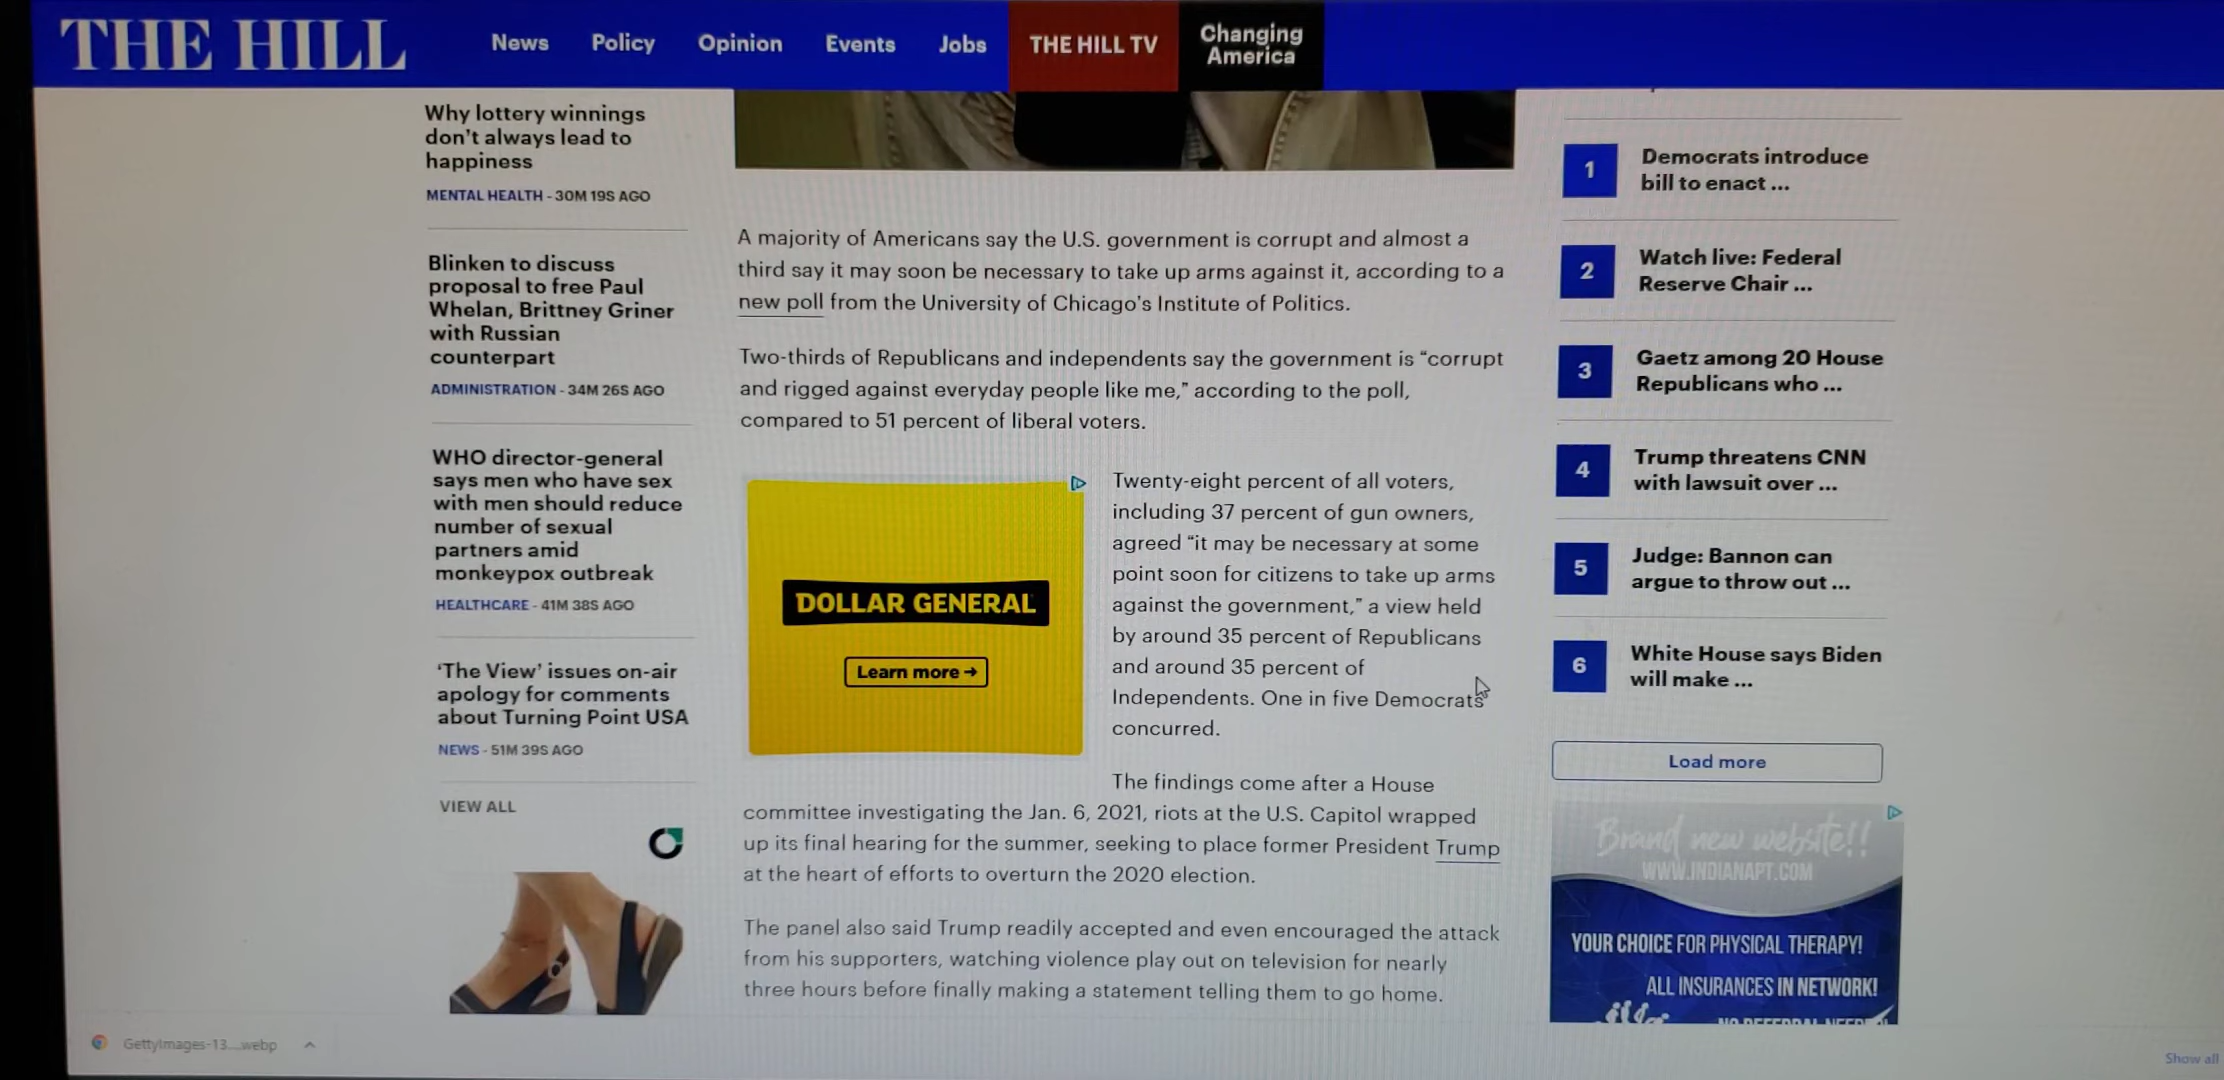 THE HILL
News
Policy
Opinion
Events
Jobs
THE HILL TV
Changing
America
Why lottery winnings
don't always lead to
happiness
MENTAL HEALTH - 30M 19S AGO
Blinken to discuss
proposal to free Paul
Whelan, Brittney Griner
with Russian
counterpart
ADMINISTRATION - 34M 26S AGO
WHO director-general
says men who have sex
with men should reduce
number of sexual
partners amid
monkeypox outbreak
HEALTHCARE - 41M 38S AGO
‘The View’ issues on-air
apology for comments
about Turning Point USA
NEWS - 51M 39S AGO
VIEW ALL
A majority of Americans say the U.S. government is corrupt and almost a
third say it may soon be necessary to take up arms against it, according to a
new poll from the University of Chicago's Institute of Politics.
Two-thirds of Republicans and independents say the government is “corrupt
and rigged against everyday people like me,” according to the poll,
compared to 51 percent of liberal voters.
DOLLAR GENERAL
Learn more →
Twenty-eight percent of all voters,
including 37 percent of gun owners,
agreed “it may be necessary at some
point soon for citizens to take up arms
against the government,” a view held
by around 35 percent of Republicans
and around 35 percent of
Independents. One in five Democrats
concurred.
The findings come after a House
committee investigating the Jan. 6, 2021, riots at the U.S. Capitol wrapped
up its final hearing for the summer, seeking to place former President Trump
at the heart of efforts to overturn the 2020 election.
The panel also said Trump readily accepted and even encouraged the attack
from his supporters, watching violence play out on television for nearly
three hours before finally making a statement telling them to go home.
1
Democrats introduce
bill to enact ...
2
Watch live: Federal
Reserve Chair ...
3
Gaetz among 20 House
Republicans who ...
4
Trump threatens CNN
with lawsuit over ...
5
Judge: Bannon can
argue to throw out ...
6
White House says Biden
will make ...
Load more
Brand new website!!
WWW.INDIANAPT.COM
YOUR CHOICE FOR PHYSICAL THERAPY!
ALL INSURANCES IN NETWORK!
NO REFERRAL NEEDED!
GettyImages-13....webp
Show all